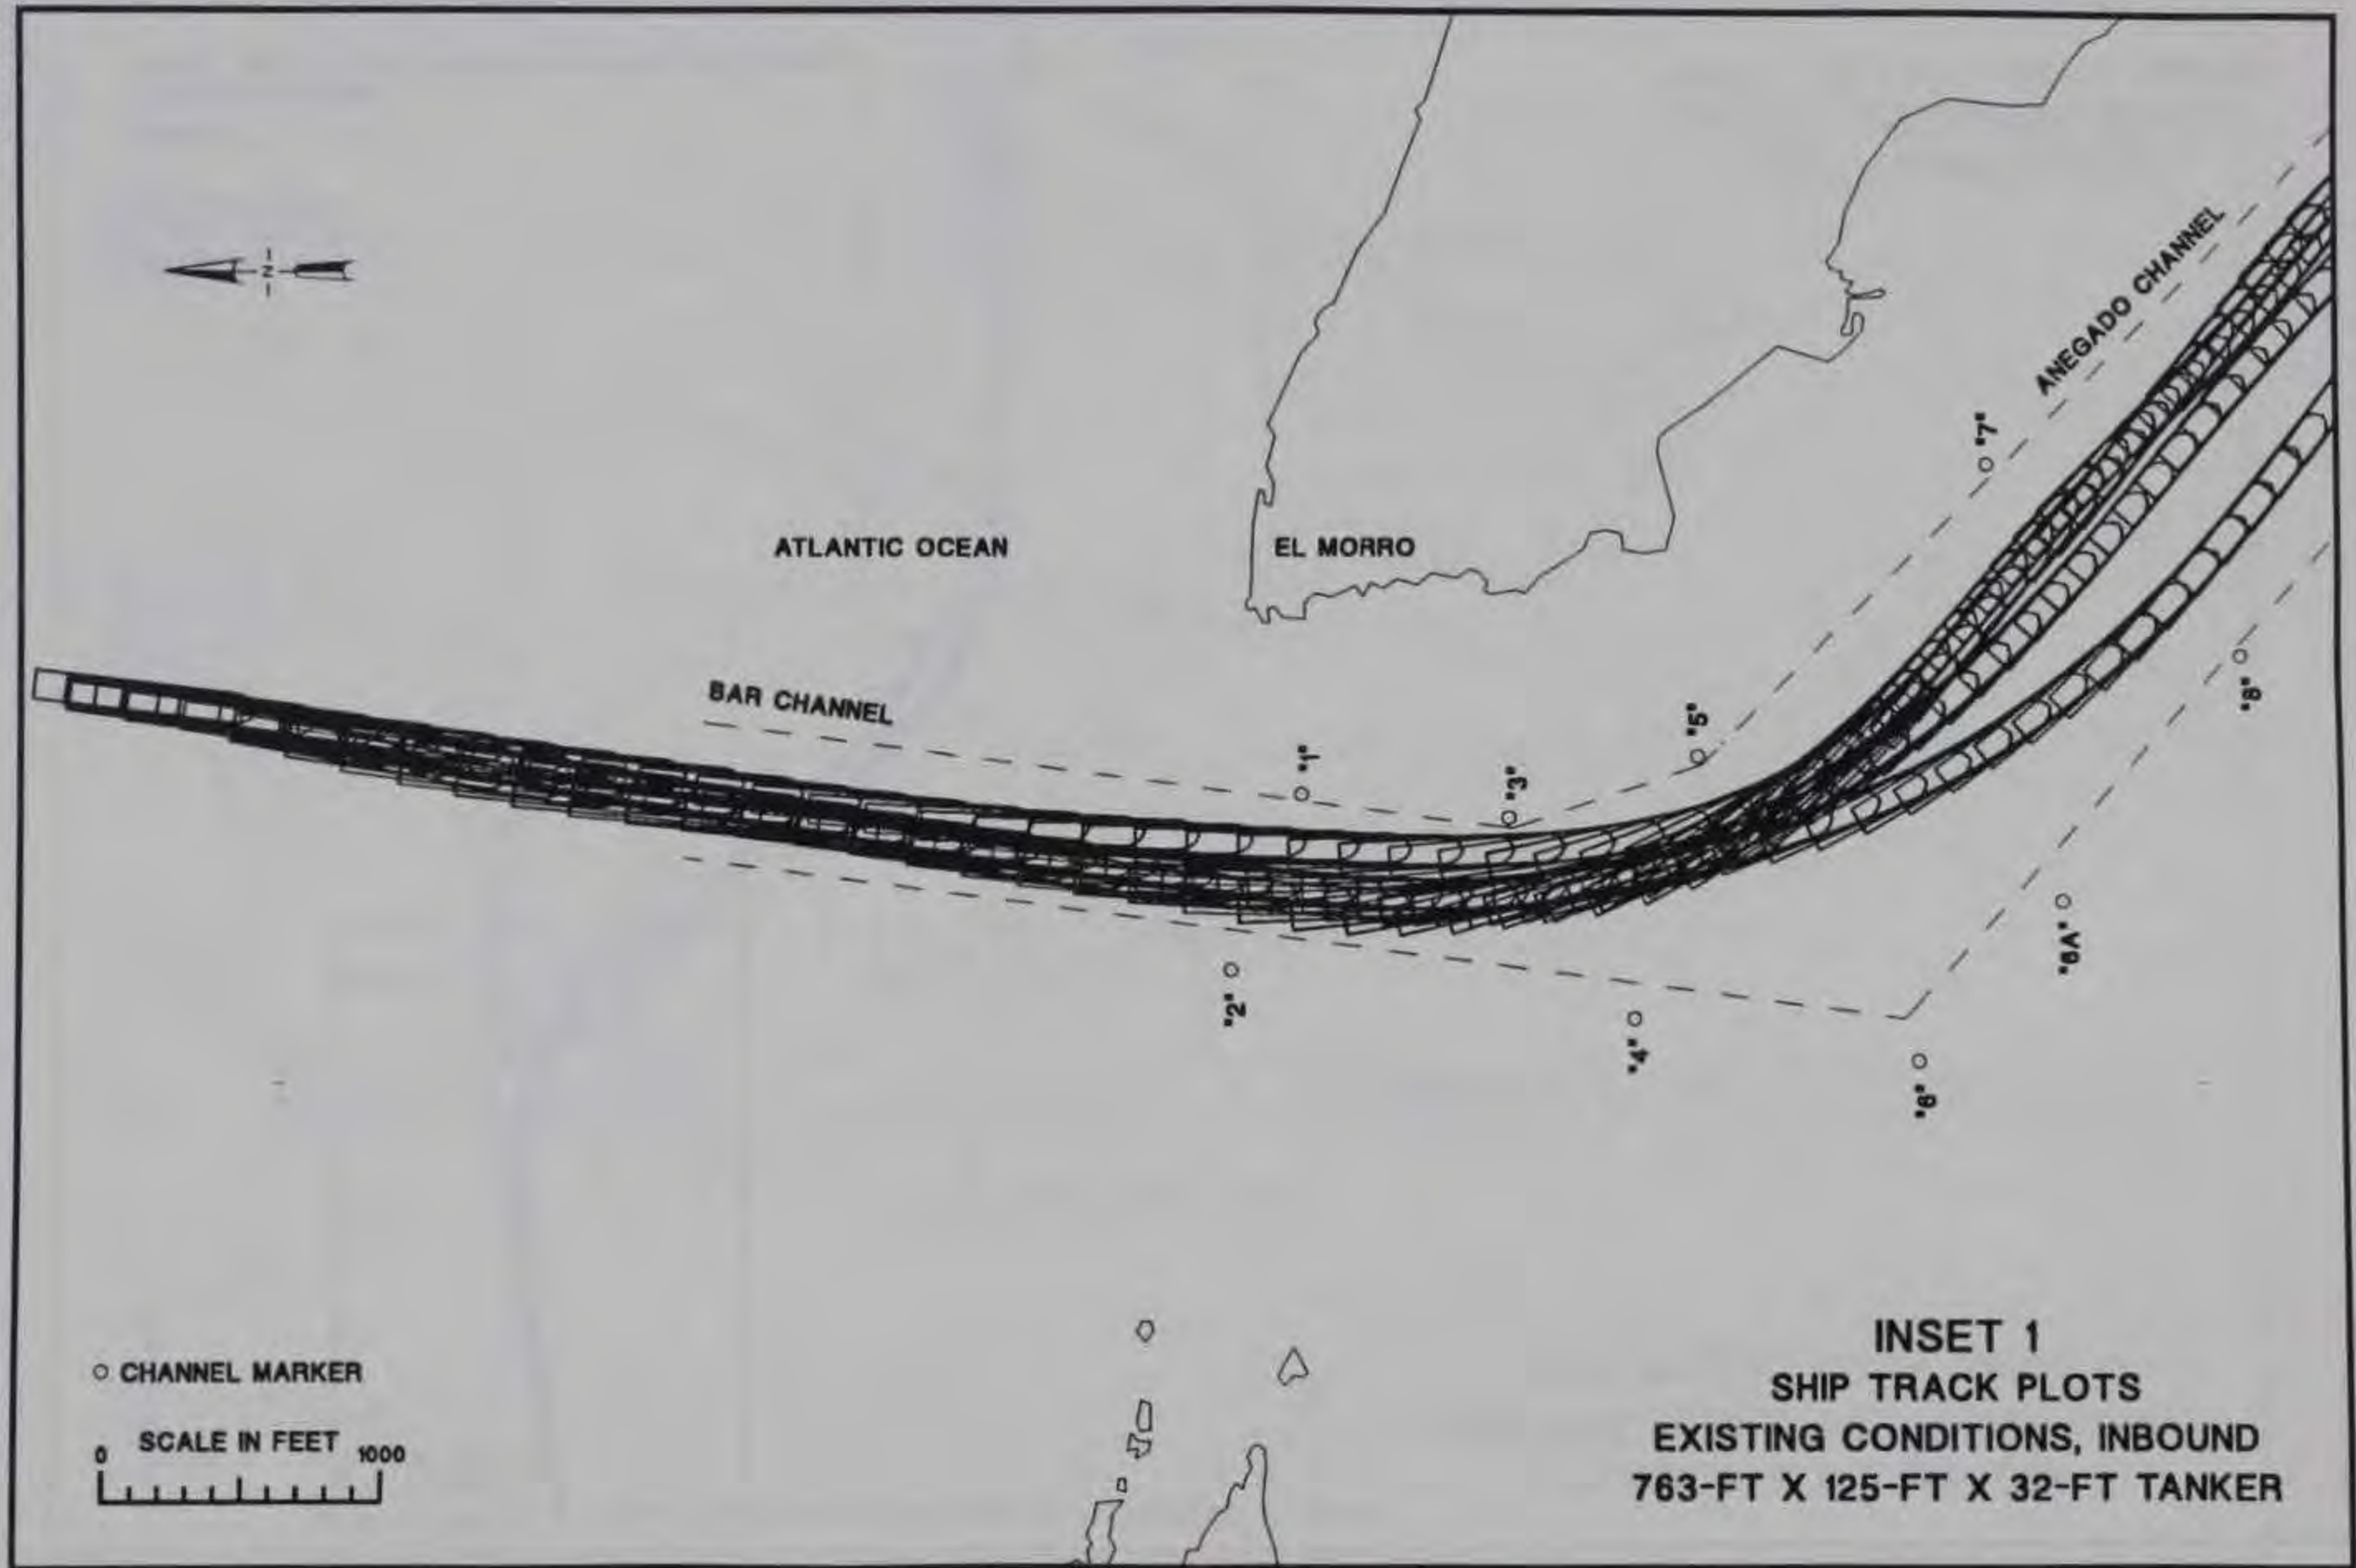 N
ANEGADO CHANNEL
"7"
ATLANTIC OCEAN
EL MORRO
BAR CHANNEL
"1"
"5"
"3"
"8"
"2"
"6A"
"4"
"6"
CHANNEL MARKER
SCALE IN FEET
0 1000
INSET 1
SHIP TRACK PLOTS
EXISTING CONDITIONS, INBOUND
763-FT X 125-FT X 32-FT TANKER